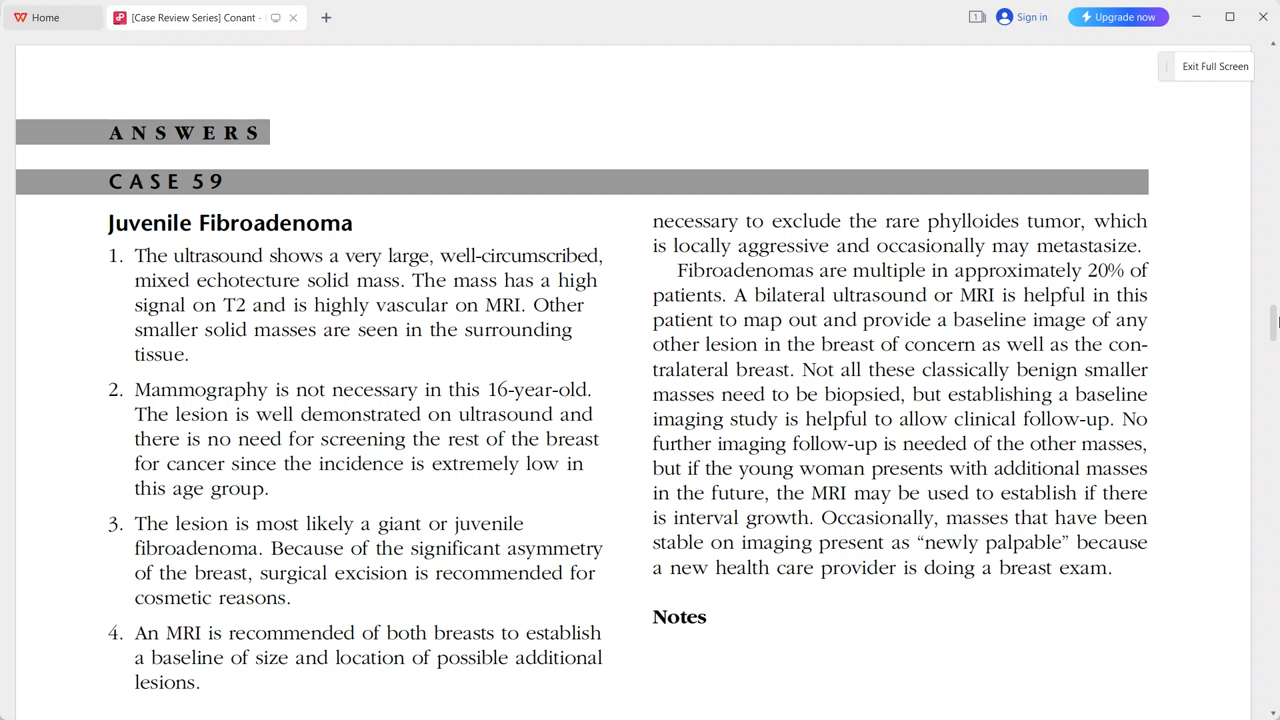 Home
[Case Review Series] Conant -
1
Sign in
Upgrade now
Exit Full Screen
ANSWERS
CASE 59
Juvenile Fibroadenoma
1. The ultrasound shows a very large, well-circumscribed,
mixed echotecture solid mass. The mass has a high
signal on T2 and is highly vascular on MRI. Other
smaller solid masses are seen in the surrounding
tissue.
2. Mammography is not necessary in this 16-year-old.
The lesion is well demonstrated on ultrasound and
there is no need for screening the rest of the breast
for cancer since the incidence is extremely low in
this age group.
3. The lesion is most likely a giant or juvenile
fibroadenoma. Because of the significant asymmetry
of the breast, surgical excision is recommended for
cosmetic reasons.
4. An MRI is recommended of both breasts to establish
a baseline of size and location of possible additional
lesions.
necessary to exclude the rare phylloides tumor, which
is locally aggressive and occasionally may metastasize.
Fibroadenomas are multiple in approximately 20% of
patients. A bilateral ultrasound or MRI is helpful in this
patient to map out and provide a baseline image of any
other lesion in the breast of concern as well as the con-
tralateral breast. Not all these classically benign smaller
masses need to be biopsied, but establishing a baseline
imaging study is helpful to allow clinical follow-up. No
further imaging follow-up is needed of the other masses,
but if the young woman presents with additional masses
in the future, the MRI may be used to establish if there
is interval growth. Occasionally, masses that have been
stable on imaging present as “newly palpable” because
a new health care provider is doing a breast exam.
Notes